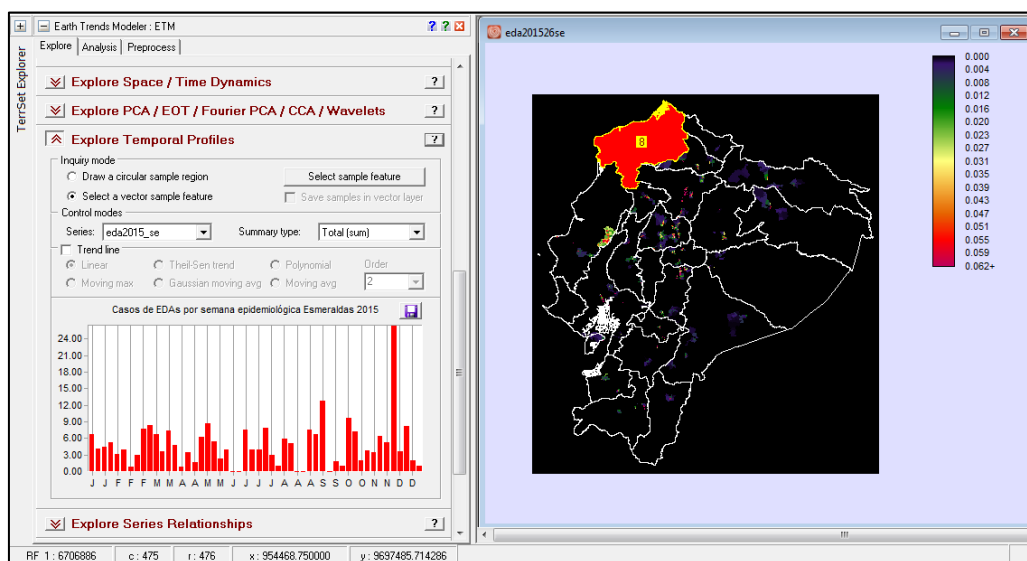 Earth Trends Modeler : ETM
? ?
TerrSet Explorer
Explore Analysis Preprocess
Explore Space / Time Dynamics ?
Explore PCA / EOT / Fourier PCA / CCA / Wavelets ?
Explore Temporal Profiles ?
Inquiry mode
Draw a circular sample region
Select sample feature
Select a vector sample feature
Save samples in vector layer
Control modes
Series: eda2015_se
Summary type: Total (sum)
Trend line
Linear Theil-Sen trend Polynomial Order
Moving max Gaussian moving avg Moving avg 2
Casos de EDAs por semana epidemiológica Esmeraldas 2015
24.00
21.00
18.00
15.00
12.00
9.00
6.00
3.00
0.00
J J F F M M A A M M J J J A A S S O O N N D D
Explore Series Relationships ?
eda201526se
8
0.000
0.004
0.008
0.012
0.016
0.020
0.023
0.027
0.031
0.035
0.039
0.043
0.047
0.051
0.055
0.059
0.062+
RF 1 : 6706886 c : 475 r : 476 x : 954468.750000 y : 9697485.714286